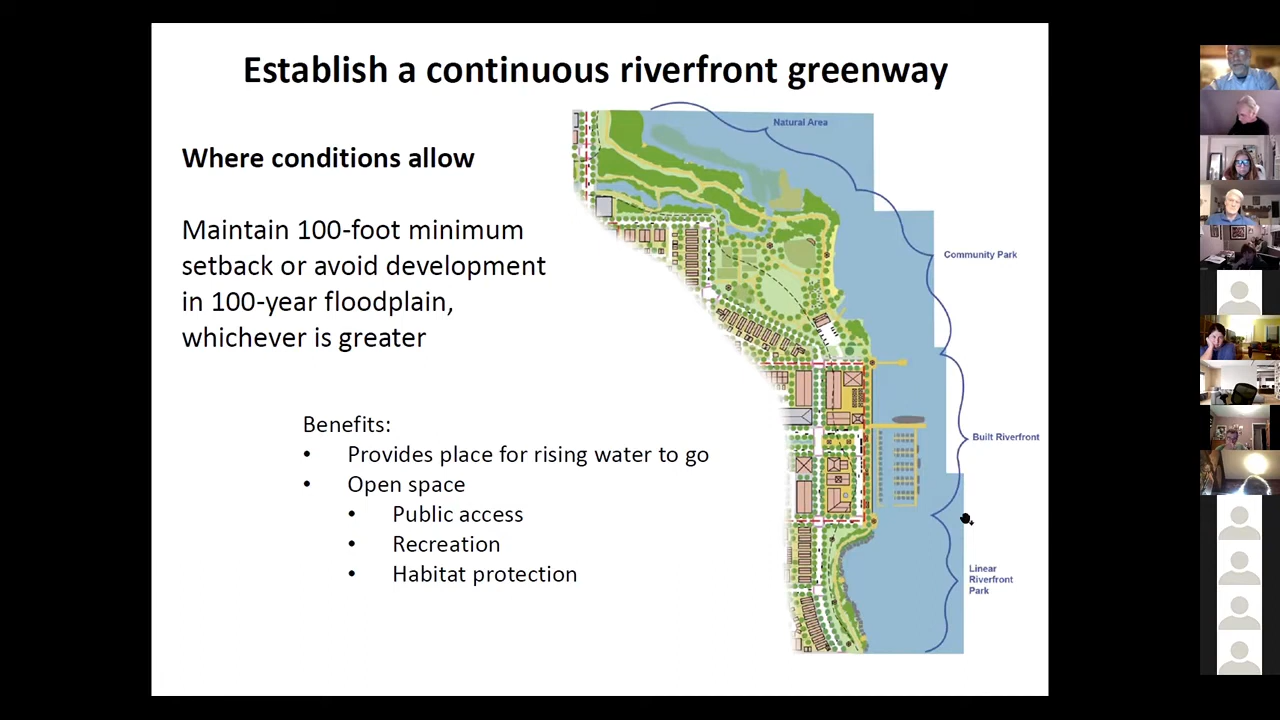 Establish a continuous riverfront greenway
Where conditions allow
Maintain 100-foot minimum
setback or avoid development
in 100-year floodplain,
whichever is greater
Benefits:
• Provides place for rising water to go
• Open space
• Public access
• Recreation
• Habitat protection
Natural Area
Community Park
Built Riverfront
Linear
Riverfront
Park